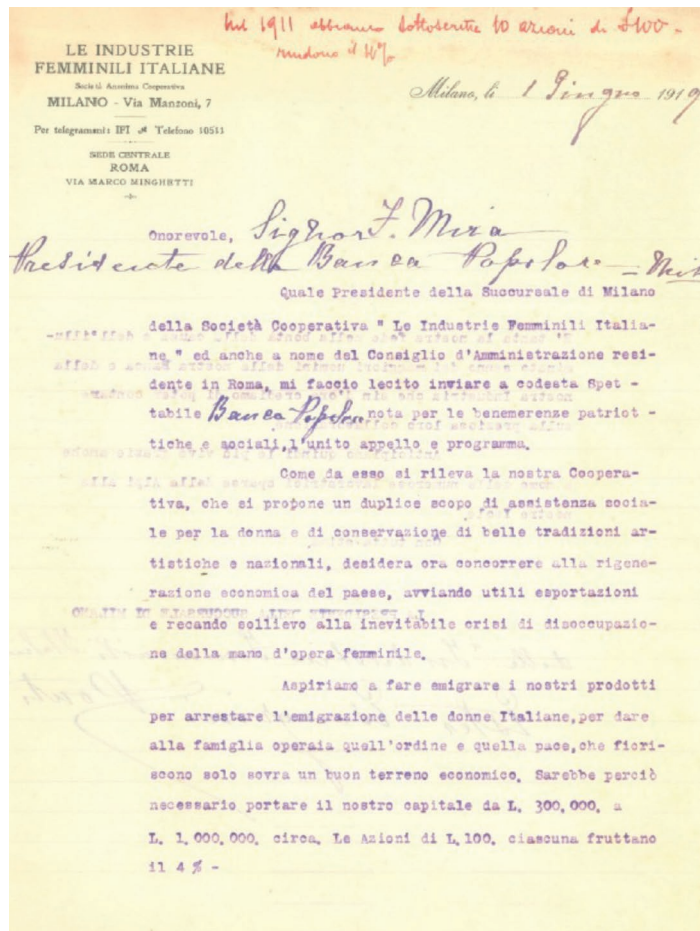 Nel 1911 abbiamo sottoscritte 10 azioni di £100 -
rendono il %
LE INDUSTRIE
FEMMINILI ITALIANE
Società Anonima Cooperativa
MILANO - Via Manzoni, 7
Per telegrammi: IFI Telefono 10511
SEDE CENTRALE
ROMA
VIA MARCO MINGHETTI
Milano, li 1 Giugno 1919
Onorevole, Signor F. Mira
Presidente della Banca Popolare -
Quale Presidente della Succursale di Milano
della Società Cooperativa " Le Industrie Femminili Italia-
ne " ed anche a nome del Consiglio d'Amministrazione resi-
dente in Roma, mi faccio lecito inviare a codesta Spet -
tabile Banca Popolare nota per le benemerenze patriot -
tiche e sociali, l'unito appello e programma.
Come da esso si rileva la nostra Coopera-
tiva, che si propone un duplice scopo di assistenza socia-
le per la donna e di conservazione di belle tradizioni ar-
tistiche e nazionali, desidera ora concorrere alla rigene-
razione economica del paese, avviando utili esportazioni
e recando sollievo alla inevitabile crisi di disoccupazio-
ne della mano d'opera femminile.
Aspiriamo a fare emigrare i nostri prodotti
per arrestare l'emigrazione delle donne Italiane, per dare
alla famiglia operaia quell'ordine e quella pace, che fiori-
scono solo sovra un buon terreno economico. Sarebbe perciò
necessario portare il nostro capitale da L. 300.000. a
L. 1.000.000. circa. Le Azioni di L.100. ciascuna fruttano
il 4 % -